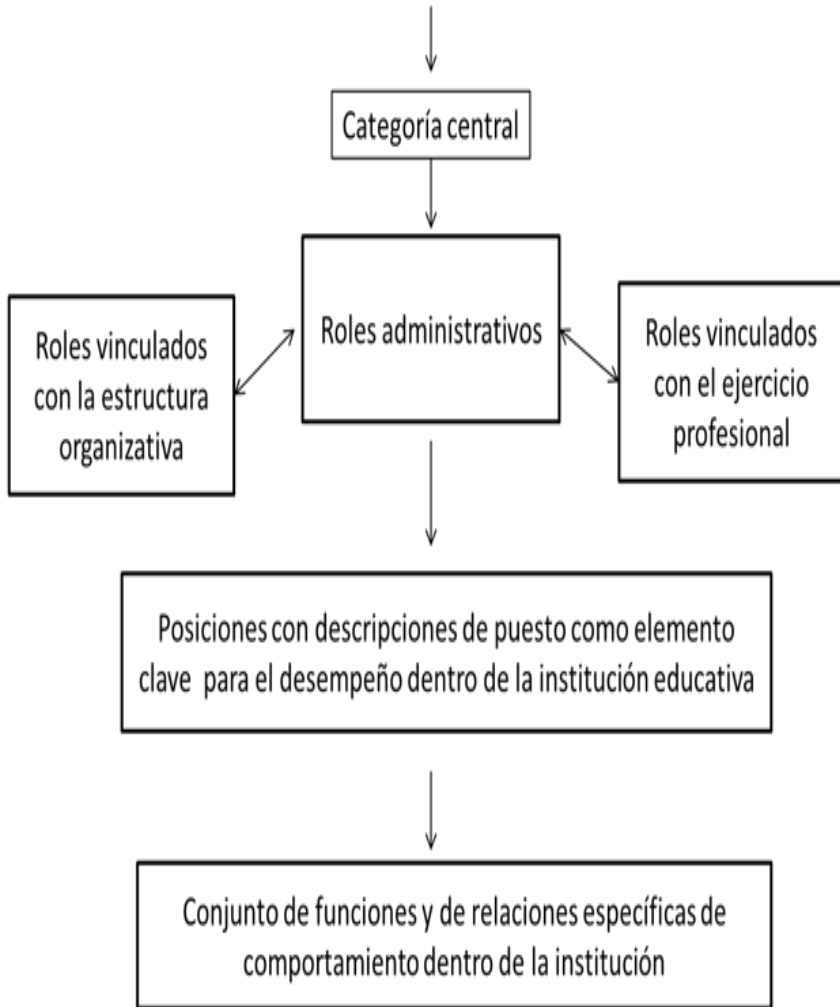 Categoría central
Roles administrativos
Roles vinculados
con la estructura
organizativa
Roles vinculados
con el ejercicio
profesional
Posiciones con descripciones de puesto como elemento
clave para el desempeño dentro de la institución educativa
Conjunto de funciones y de relaciones específicas de
comportamiento dentro de la institución